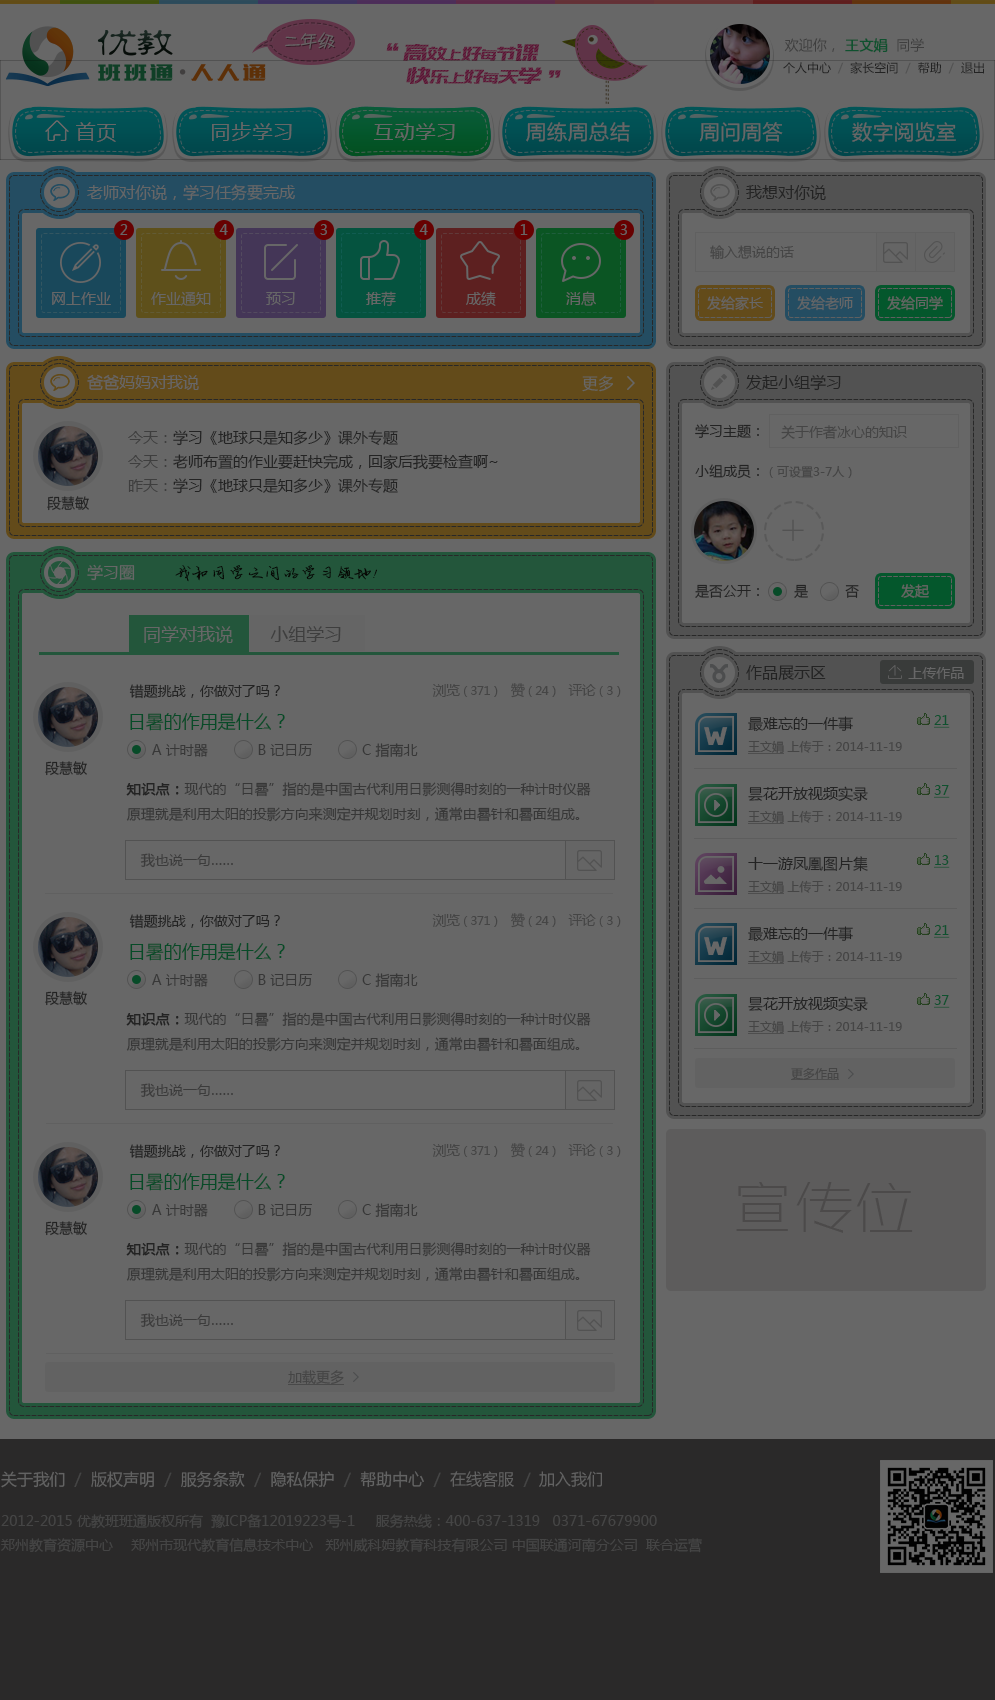 优教
班班通·人人通
二年级
“高效上好每节课
快乐上好每天学”
欢迎你， 王文娟 同学
个人中心 / 家长空间 / 帮助 / 退出
首页 同步学习 互动学习 周练周总结 周问周答 数字阅览室
老师对你说，学习任务要完成
2 4 3 4 1 3
网上作业 作业通知 预习 推荐 成绩 消息
我想对你说
输入想说的话
发给家长 发给老师 发给同学
爸爸妈妈对我说 更多
今天：学习《地球只是知多少》课外专题
今天：老师布置的作业要赶快完成，回家后我要检查啊~
昨天：学习《地球只是知多少》课外专题
段慧敏
发起小组学习
学习主题： 关于作者冰心的知识
小组成员：（可设置3-7人）
是否公开： 是 否 发起
学习圈 我和同学之间的学习领地!
同学对我说 小组学习
错题挑战，你做对了吗？ 浏览（371） 赞（24） 评论（3）
日暑的作用是什么？
A 计时器 B 记日历 C 指南北
段慧敏
知识点：现代的“日晷”指的是中国古代利用日影测得时刻的一种计时仪器
原理就是利用太阳的投影方向来测定并规划时刻，通常由晷针和晷面组成。
我也说一句......
错题挑战，你做对了吗？ 浏览（371） 赞（24） 评论（3）
日暑的作用是什么？
A 计时器 B 记日历 C 指南北
段慧敏
知识点：现代的“日晷”指的是中国古代利用日影测得时刻的一种计时仪器
原理就是利用太阳的投影方向来测定并规划时刻，通常由晷针和晷面组成。
我也说一句......
错题挑战，你做对了吗？ 浏览（371） 赞（24） 评论（3）
日暑的作用是什么？
A 计时器 B 记日历 C 指南北
段慧敏
知识点：现代的“日晷”指的是中国古代利用日影测得时刻的一种计时仪器
原理就是利用太阳的投影方向来测定并规划时刻，通常由晷针和晷面组成。
我也说一句......
加载更多
作品展示区 上传作品
W
最难忘的一件事 21
王文娟 上传于：2014-11-19
昙花开放视频实录 37
王文娟 上传于：2014-11-19
十一游凤凰图片集 13
王文娟 上传于：2014-11-19
W
最难忘的一件事 21
王文娟 上传于：2014-11-19
昙花开放视频实录 37
王文娟 上传于：2014-11-19
更多作品
宣传位
关于我们 / 版权声明 / 服务条款 / 隐私保护 / 帮助中心 / 在线客服 / 加入我们
2012-2015 优教班班通版权所有 豫ICP备12019223号-1 服务热线：400-637-1319 0371-67679900
郑州教育资源中心 郑州市现代教育信息技术中心 郑州威科姆教育科技有限公司 中国联通河南分公司 联合运营